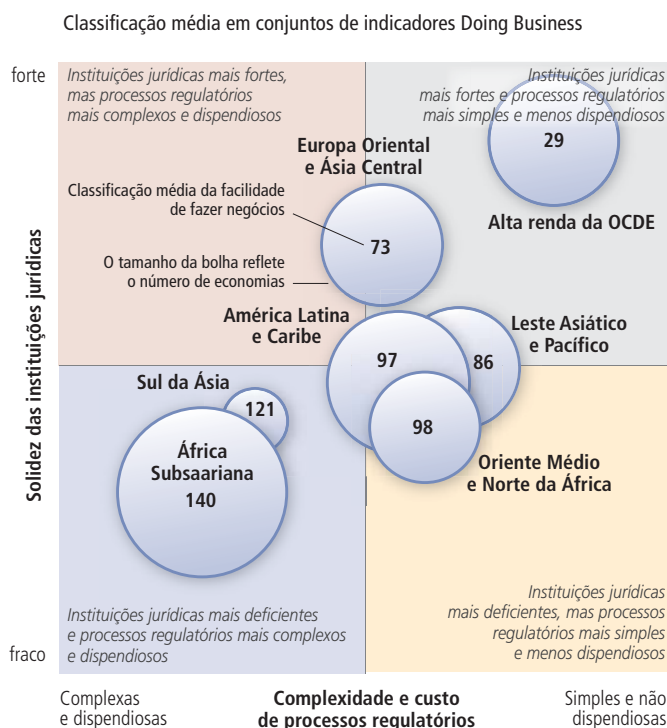 Classificação média em conjuntos de indicadores Doing Business
forte
Instituições jurídicas mais fortes,
mas processos regulatórios
mais complexos e dispendiosos
Instituições jurídicas
mais fortes e processos regulatórios
mais simples e menos dispendiosos
29
Alta renda da OCDE
Europa Oriental
e Ásia Central
73
Classificação média da facilidade
de fazer negócios
O tamanho da bolha reflete
o número de economias
América Latina
e Caribe
97
Leste Asiático
e Pacífico
86
Sul da Ásia
121
98
Oriente Médio
e Norte da África
África
Subsaariana
140
Solidez das instituições jurídicas
Instituições jurídicas mais deficientes
e processos regulatórios mais complexos
e dispendiosos
Instituições jurídicas
mais deficientes, mas processos
regulatórios mais simples
e menos dispendiosos
fraco
Complexas
e dispendiosas
Complexidade e custo
de processos regulatórios
Simples e não
dispendiosas